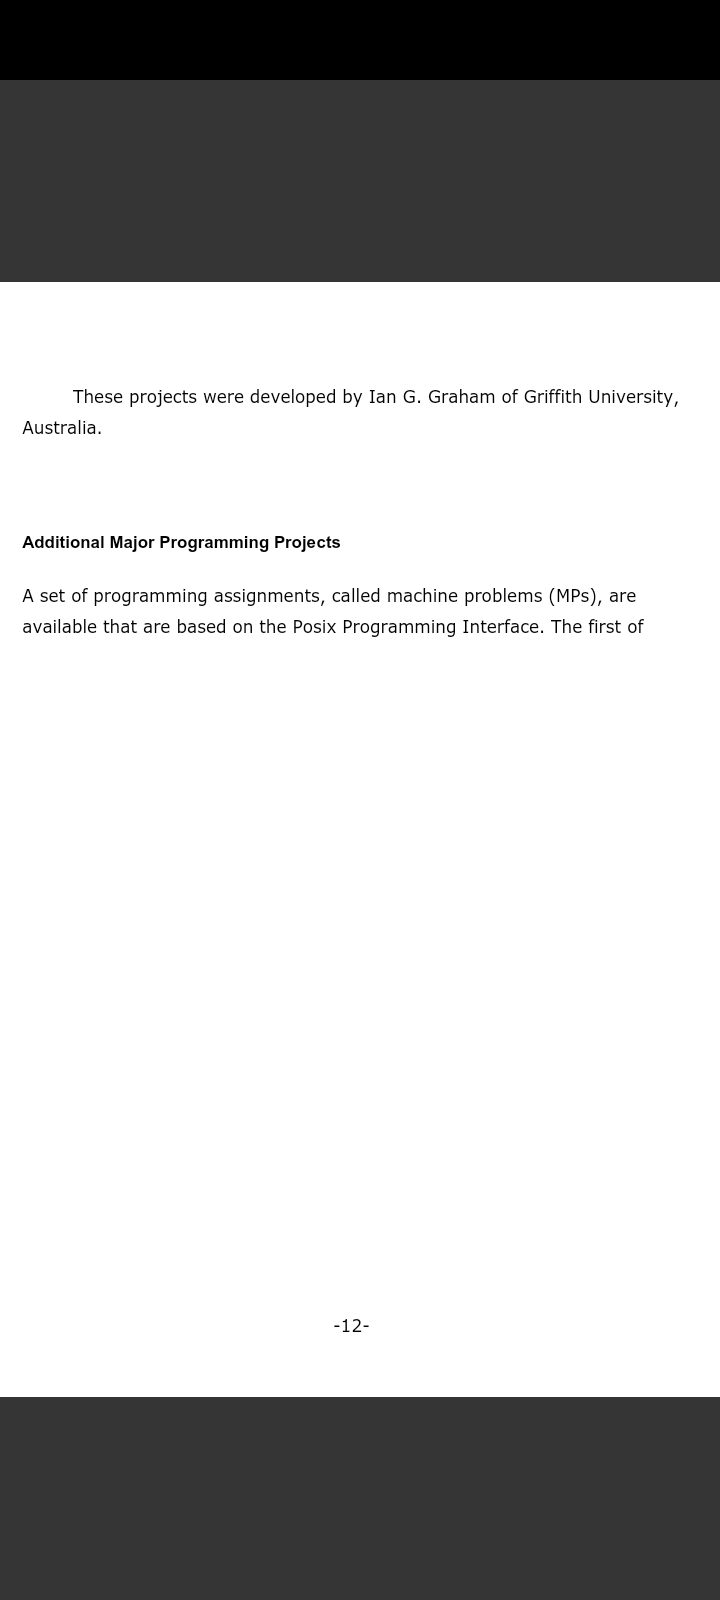 These projects were developed by Ian G. Graham of Griffith University,
Australia.
Additional Major Programming Projects
A set of programming assignments, called machine problems (MPs), are
available that are based on the Posix Programming Interface. The first of
-12-